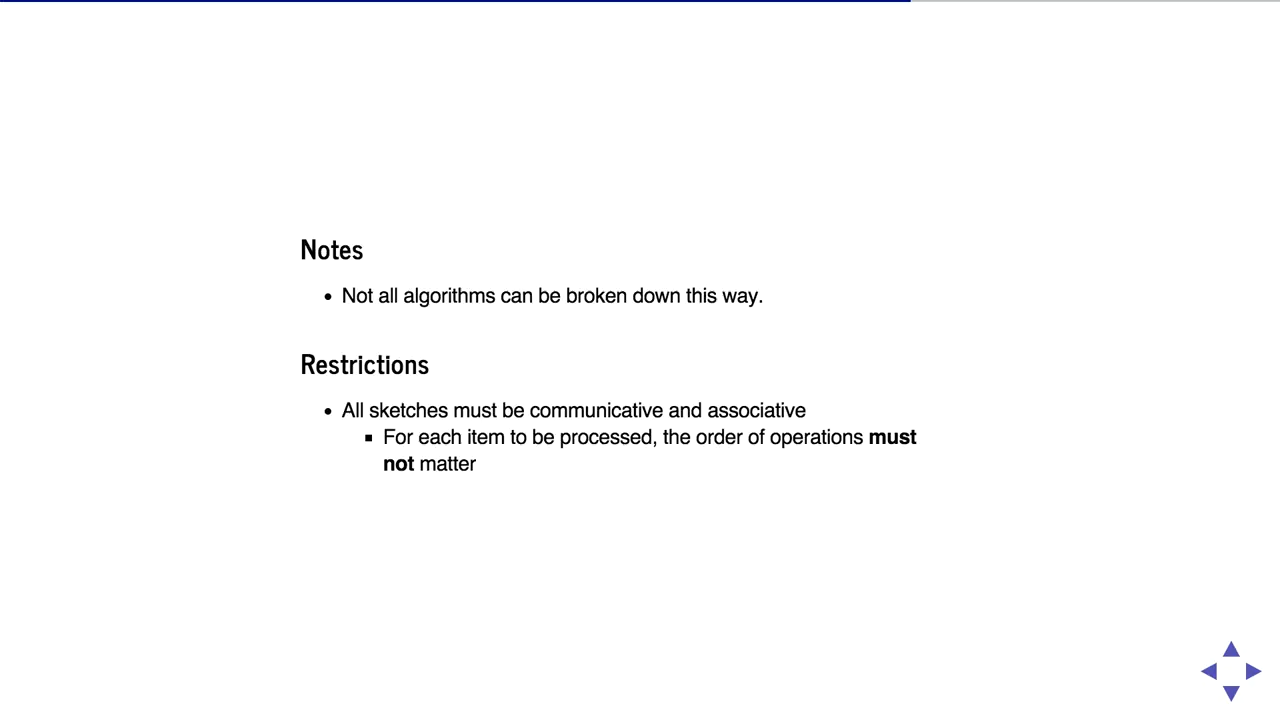 Notes
• Not all algorithms can be broken down this way.
Restrictions
• All sketches must be communicative and associative
▪ For each item to be processed, the order of operations must
not matter